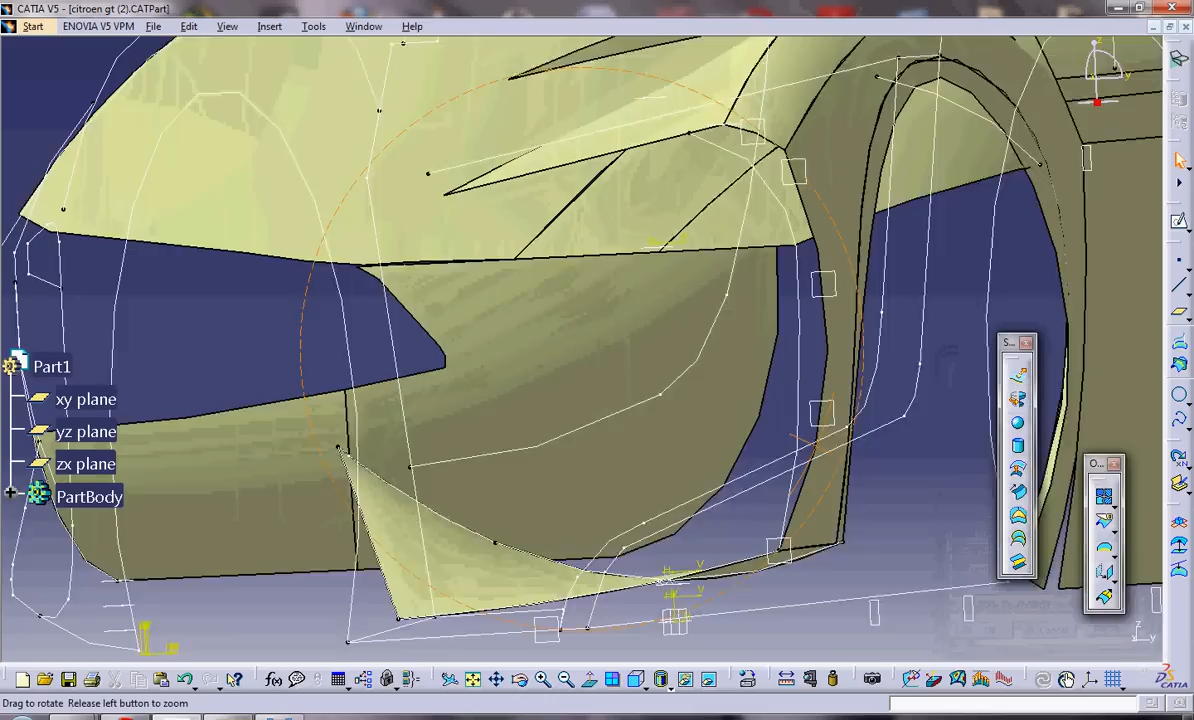 CATIA V5 - [citroen gt (2).CATPart]
Start ENOVIA V5 VPM File Edit View Insert Tools Window Help
z
y
Part1
xy plane
yz plane
zx plane
PartBody
S...
O...
V
V
z
y
f(x)
CATIA
Drag to rotate Release left button to zoom